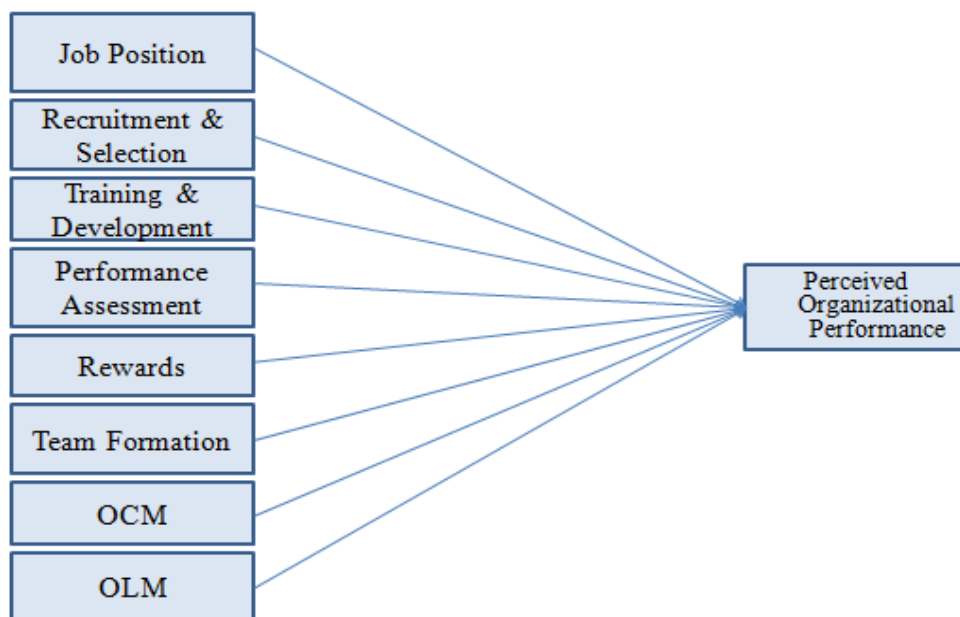 Job Position
Recruitment &
Selection
Training &
Development
Performance
Assessment
Rewards
Team Formation
OCM
OLM
Perceived
Organizational
Performance